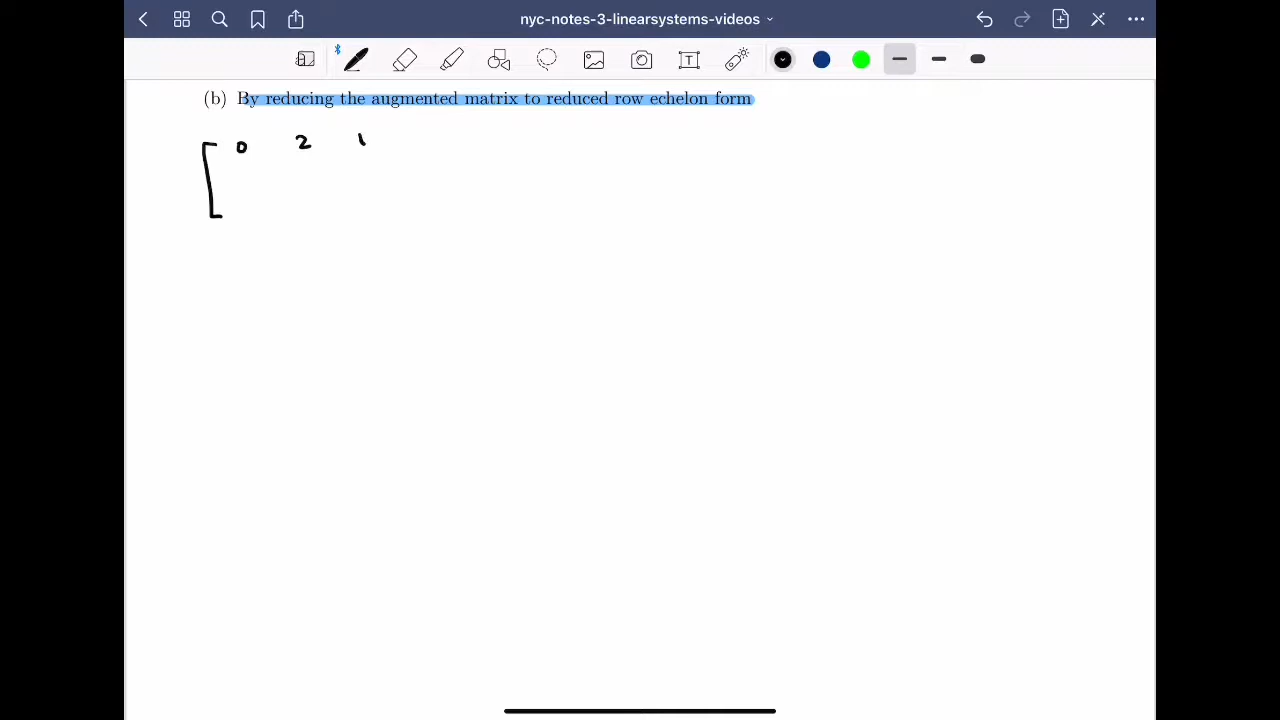 nyc-notes-3-linearsystems-videos
T
(b) By reducing the augmented matrix to reduced row echelon form
0 2 1